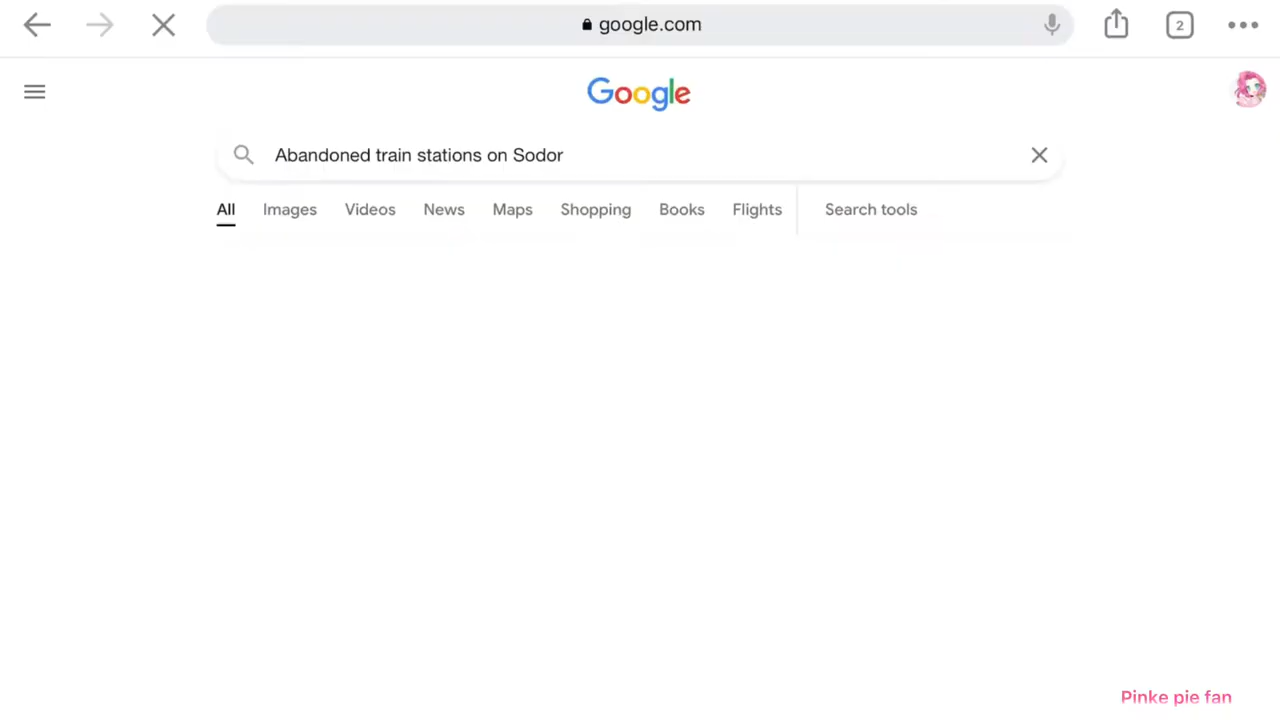 google.com
2
Google
Abandoned train stations on Sodor
All Images Videos News Maps Shopping Books Flights Search tools
Pinke pie fan